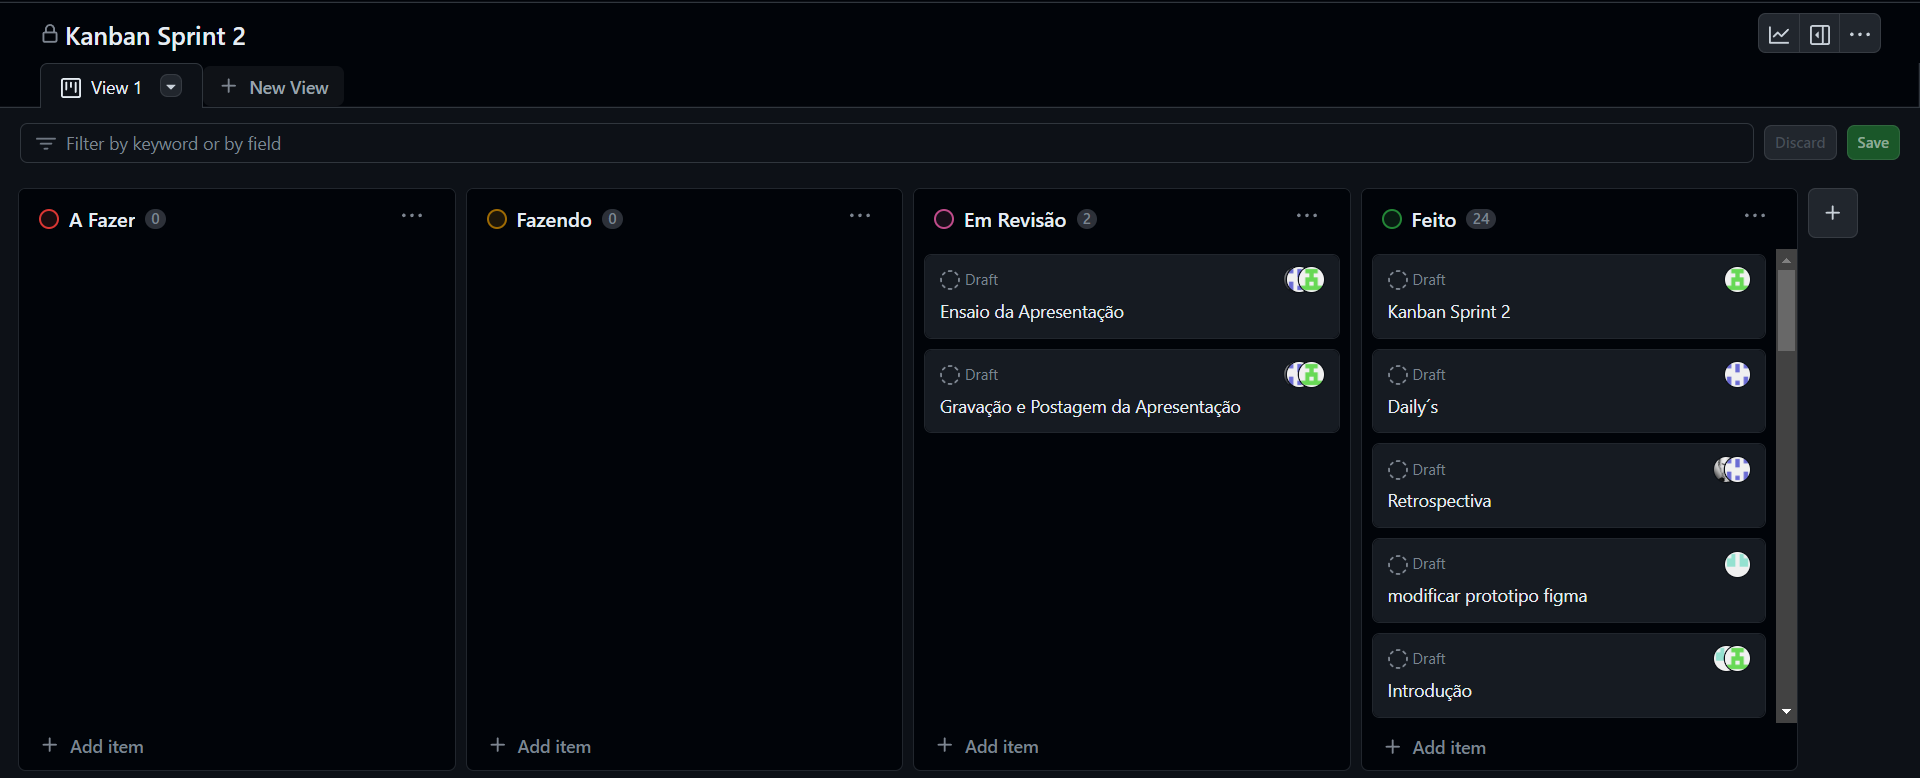 Kanban Sprint 2
View 1
New View
Filter by keyword or by field
Discard
Save
A Fazer 0
Add item
Fazendo 0
Add item
Em Revisão 2
Draft
Ensaio da Apresentação
Draft
Gravação e Postagem da Apresentação
Add item
Feito 24
Draft
Kanban Sprint 2
Draft
Daily´s
Draft
Retrospectiva
Draft
modificar prototipo figma
Draft
Introdução
Add item